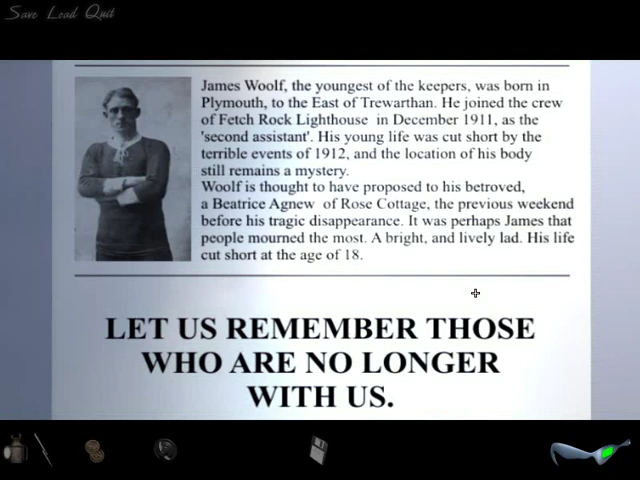 Save Load Quit
James Woolf, the youngest of the keepers, was born in
Plymouth, to the East of Trewarthan. He joined the crew
of Fetch Rock Lighthouse in December 1911, as the
'second assistant'. His young life was cut short by the
terrible events of 1912, and the location of his body
still remains a mystery.
Woolf is thought to have proposed to his betroved,
a Beatrice Agnew of Rose Cottage, the previous weekend
before his tragic disappearance. It was perhaps James that
people mourned the most. A bright, and lively lad. His life
cut short at the age of 18.
LET US REMEMBER THOSE
WHO ARE NO LONGER
WITH US.